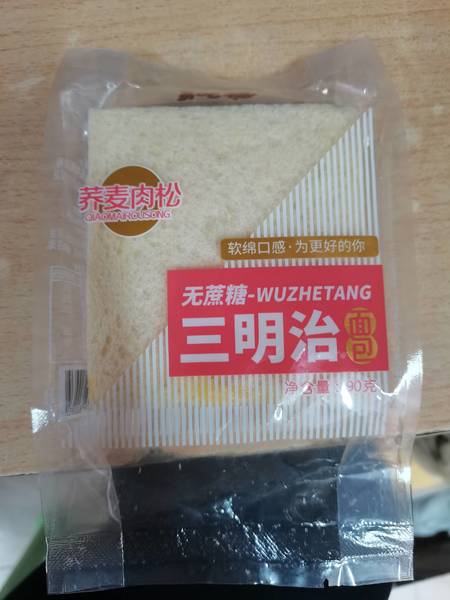 荞麦肉松
QIAOMAIROUSONG
软绵口感·为更好的你
无蔗糖-WUZHETANG
三明治面包
净含量:90克